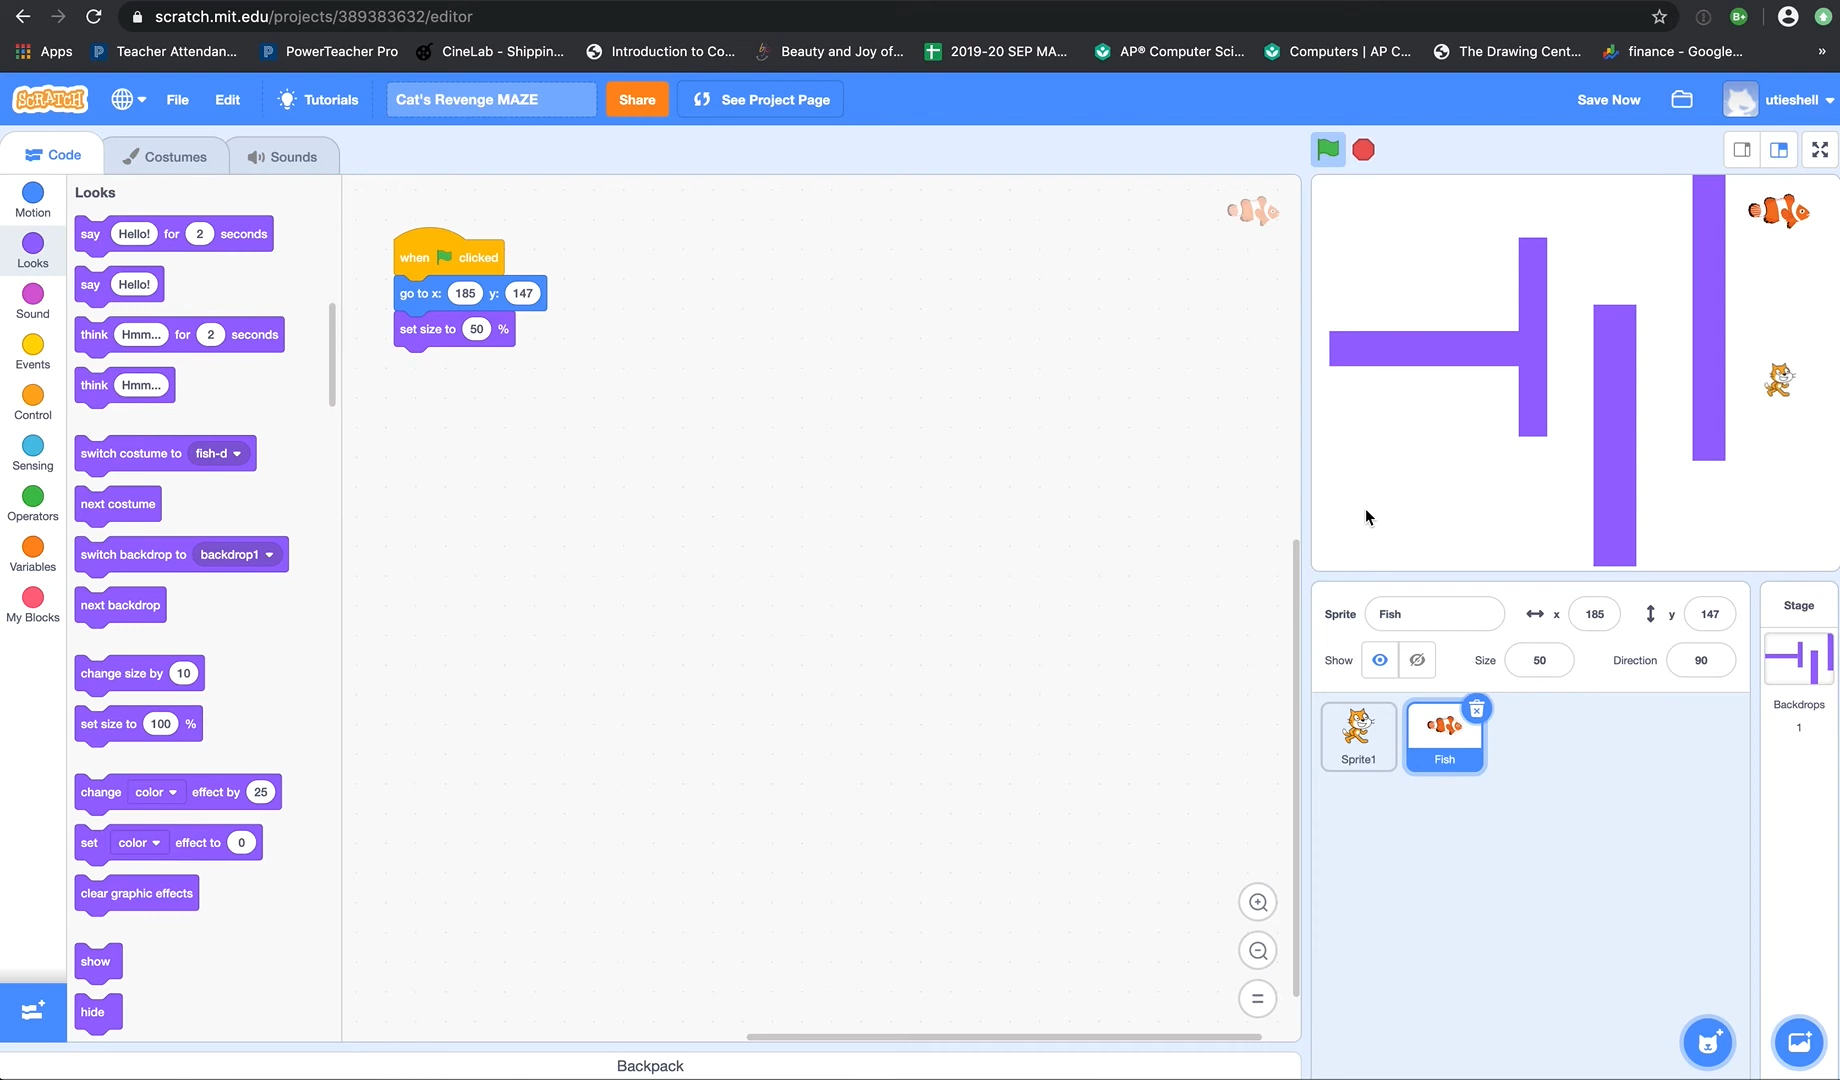 scratch.mit.edu/projects/389383632/editor
Apps Teacher Attendan... PowerTeacher Pro CineLab - Shippin... Introduction to Co... Beauty and Joy of... 2019-20 SEP MA... AP® Computer Sci... Computers | AP C... The Drawing Cent... finance - Google... »
SCRATCH File Edit Tutorials Cat's Revenge MAZE Share See Project Page Save Now utieshell
Code Costumes Sounds
Motion
Looks
Sound
Events
Control
Sensing
Operators
Variables
My Blocks
Looks
say Hello! for 2 seconds
say Hello!
think Hmm... for 2 seconds
think Hmm...
switch costume to fish-d
next costume
switch backdrop to backdrop1
next backdrop
change size by 10
set size to 100 %
change color effect by 25
set color effect to 0
clear graphic effects
show
hide
when clicked
go to x: 185 y: 147
set size to 50 %
Backpack
Sprite Fish x 185 y 147
Show Size 50 Direction 90
Sprite1
Fish
Stage
Backdrops
1